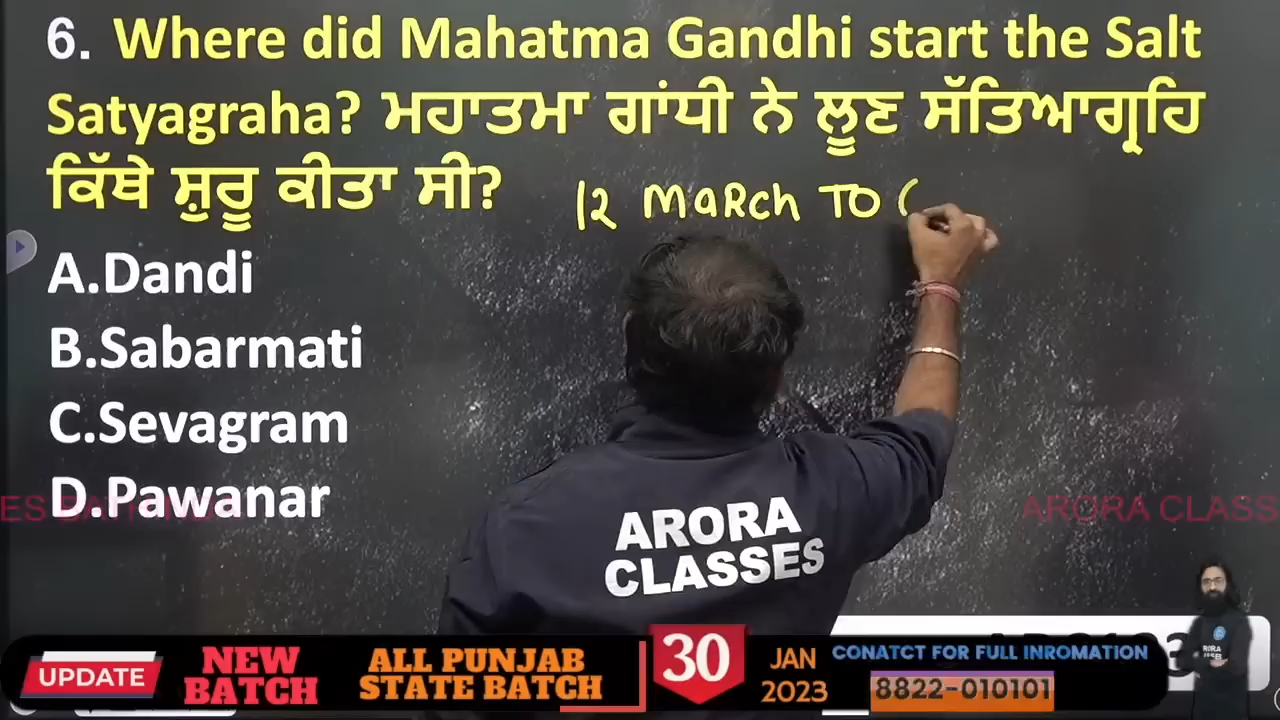 6. Where did Mahatma Gandhi start the Salt
Satyagraha? ਮਹਾਤਮਾ ਗਾਂਧੀ ਨੇ ਲੂਣ ਸੱਤਿਆਗ੍ਰਹਿ
ਕਿੱਥੇ ਸ਼ੁਰੂ ਕੀਤਾ ਸੀ?
12 MaRch TO
A.Dandi
B.Sabarmati
C.Sevagram
D.Pawanar
ARORA CLASS
ARORA
CLASSES
UPDATE
NEW
BATCH
ALL PUNJAB
STATE BATCH
30
JAN
2023
CONATCT FOR FULL INROMATION
8822-010101